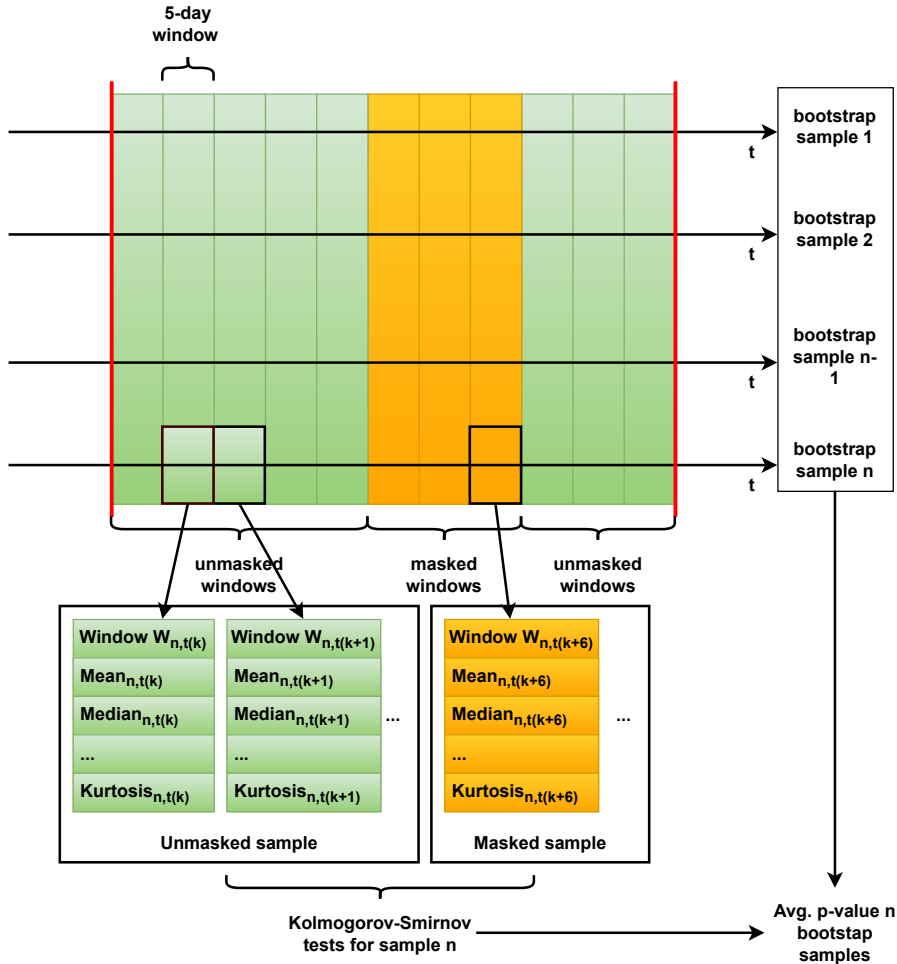 5-day
window
bootstrap
sample 1
t
bootstrap
sample 2
t
bootstrap
sample n-
1
t
bootstrap
sample n
t
unmasked
windows
masked
windows
unmasked
windows
Window Wn,t(k)
Meann,t(k)
Mediann,t(k)
...
Kurtosisn,t(k)
Window Wn,t(k+1)
Meann,t(k+1)
Mediann,t(k+1)
...
Kurtosisn,t(k+1)
...
Unmasked sample
Window Wn,t(k+6)
Meann,t(k+6)
Mediann,t(k+6)
...
Kurtosisn,t(k+6)
...
Masked sample
Kolmogorov-Smirnov
tests for sample n
Avg. p-value n
bootstap
samples